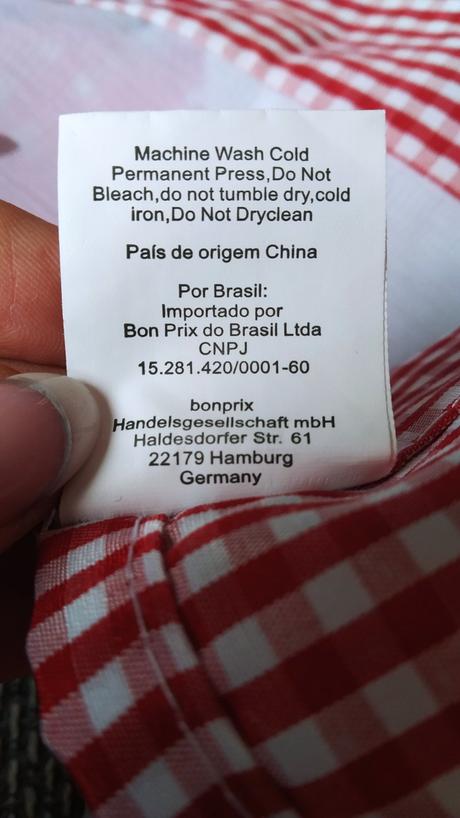 Machine Wash Cold
Permanent Press,Do Not
Bleach,do not tumble dry,cold
iron,Do Not Dryclean
País de origem China
Por Brasil:
Importado por
Bon Prix do Brasil Ltda
CNPJ
15.281.420/0001-60
bonprix
Handelsgesellschaft mbH
Haldesdorfer Str. 61
22179 Hamburg
Germany